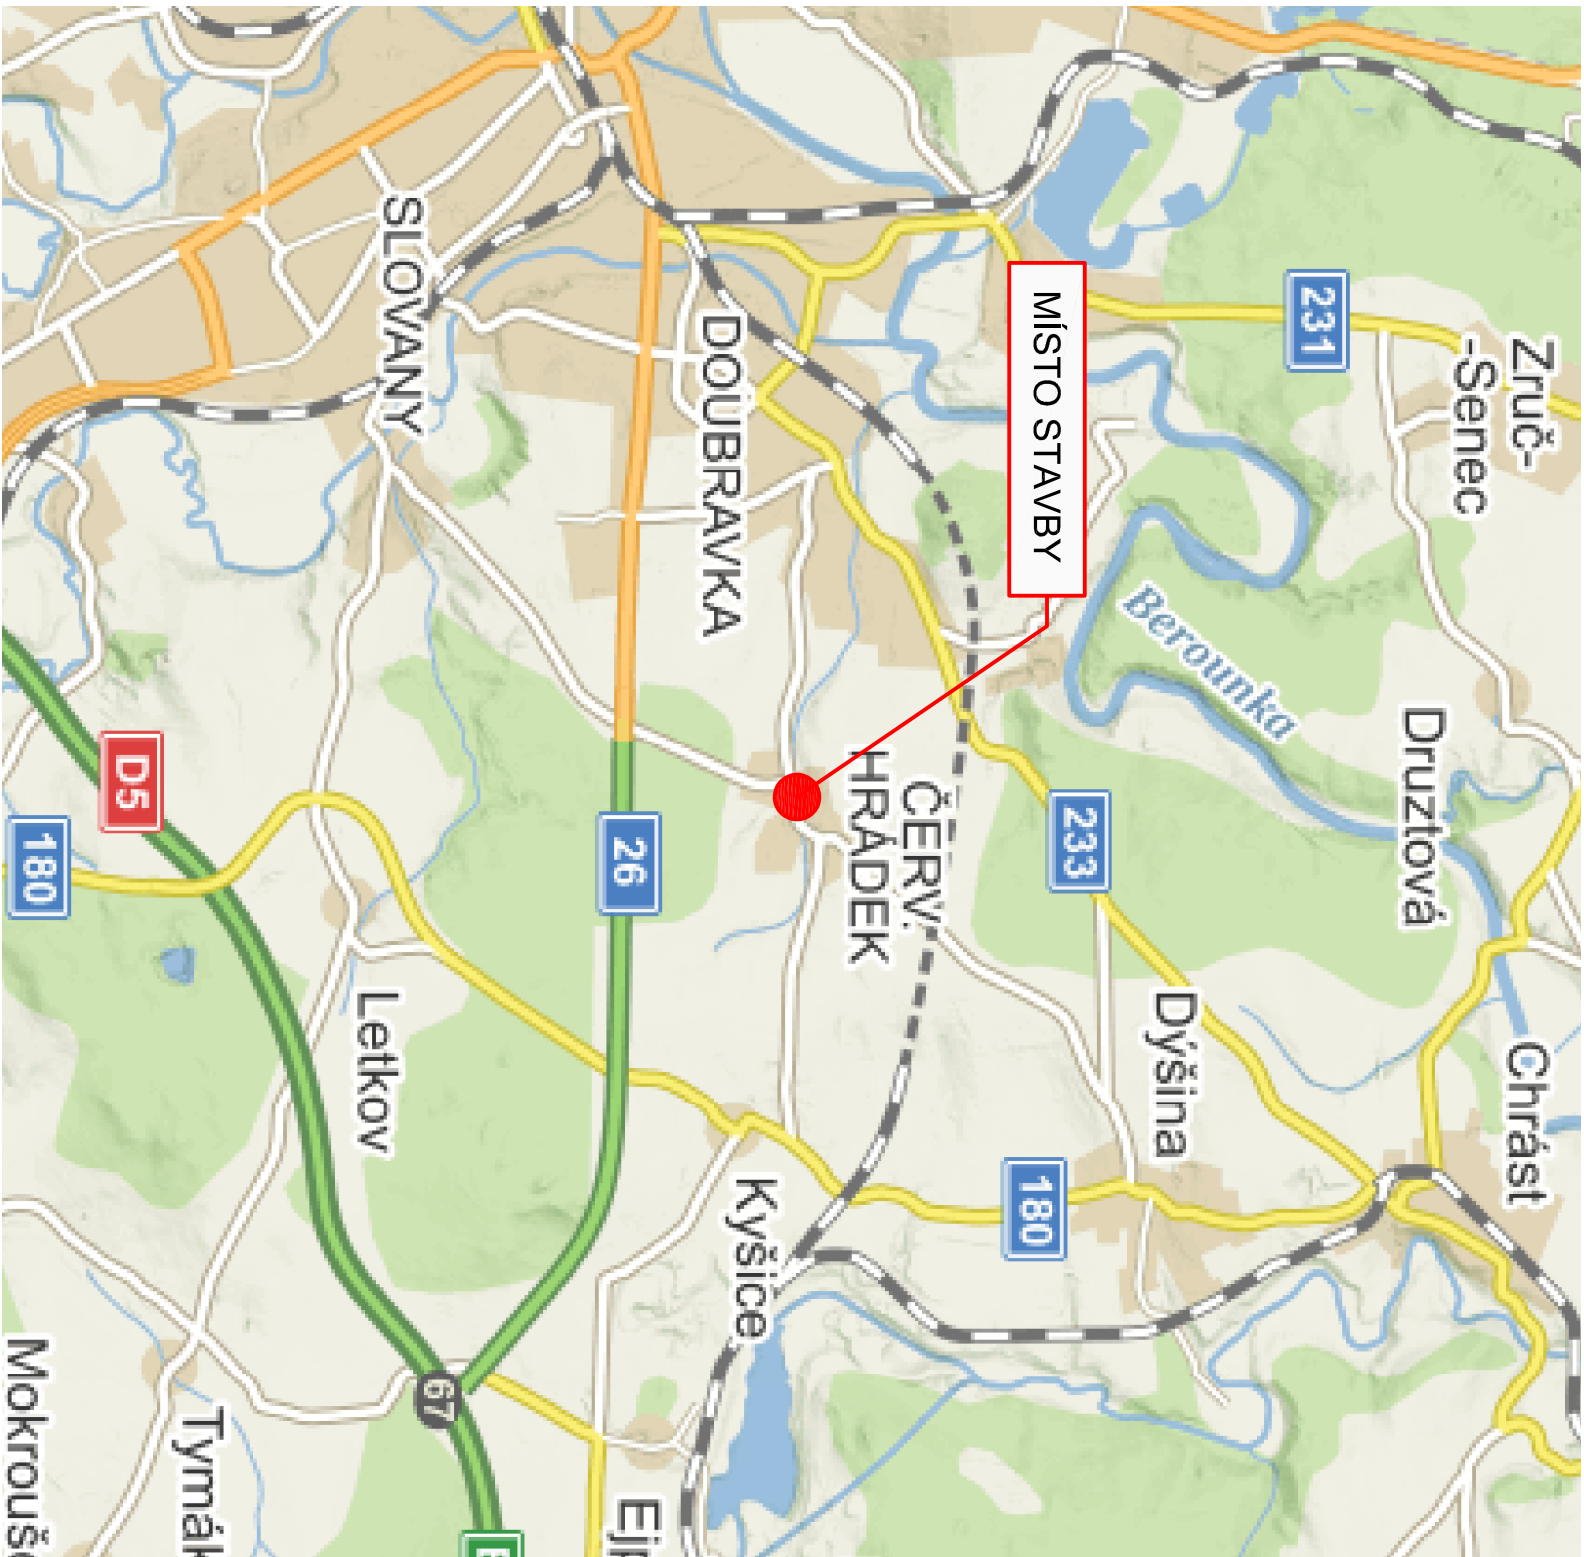 Zruč-
-Senec
231
Druztová
Chrást
MÍSTO STAVBY
Berounka
233
Dýšina
180
DOUBRAVKA
ČERV.
HRÁDEK
Kyšice
26
SLOVANY
Letkov
D5
180
67